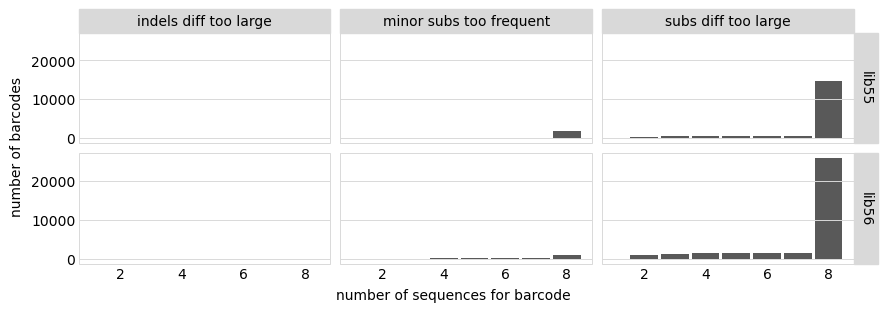 indels diff too large
minor subs too frequent
subs diff too large
number of barcodes
20000
10000
0
lib55
20000
10000
0
lib56
2 4 6 8
2 4 6 8
2 4 6 8
number of sequences for barcode